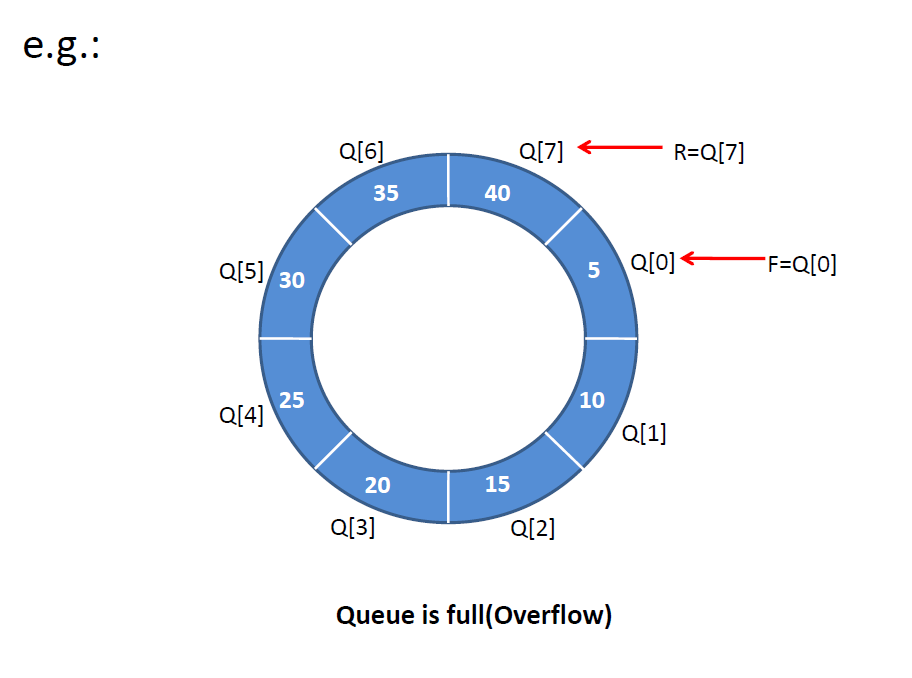 e.g.:
Q[6]
Q[7]
R=Q[7]
35
40
Q[5]
30
5
Q[0]
F=Q[0]
Q[4]
25
10
Q[1]
20
15
Q[3]
Q[2]
Queue is full(Overflow)